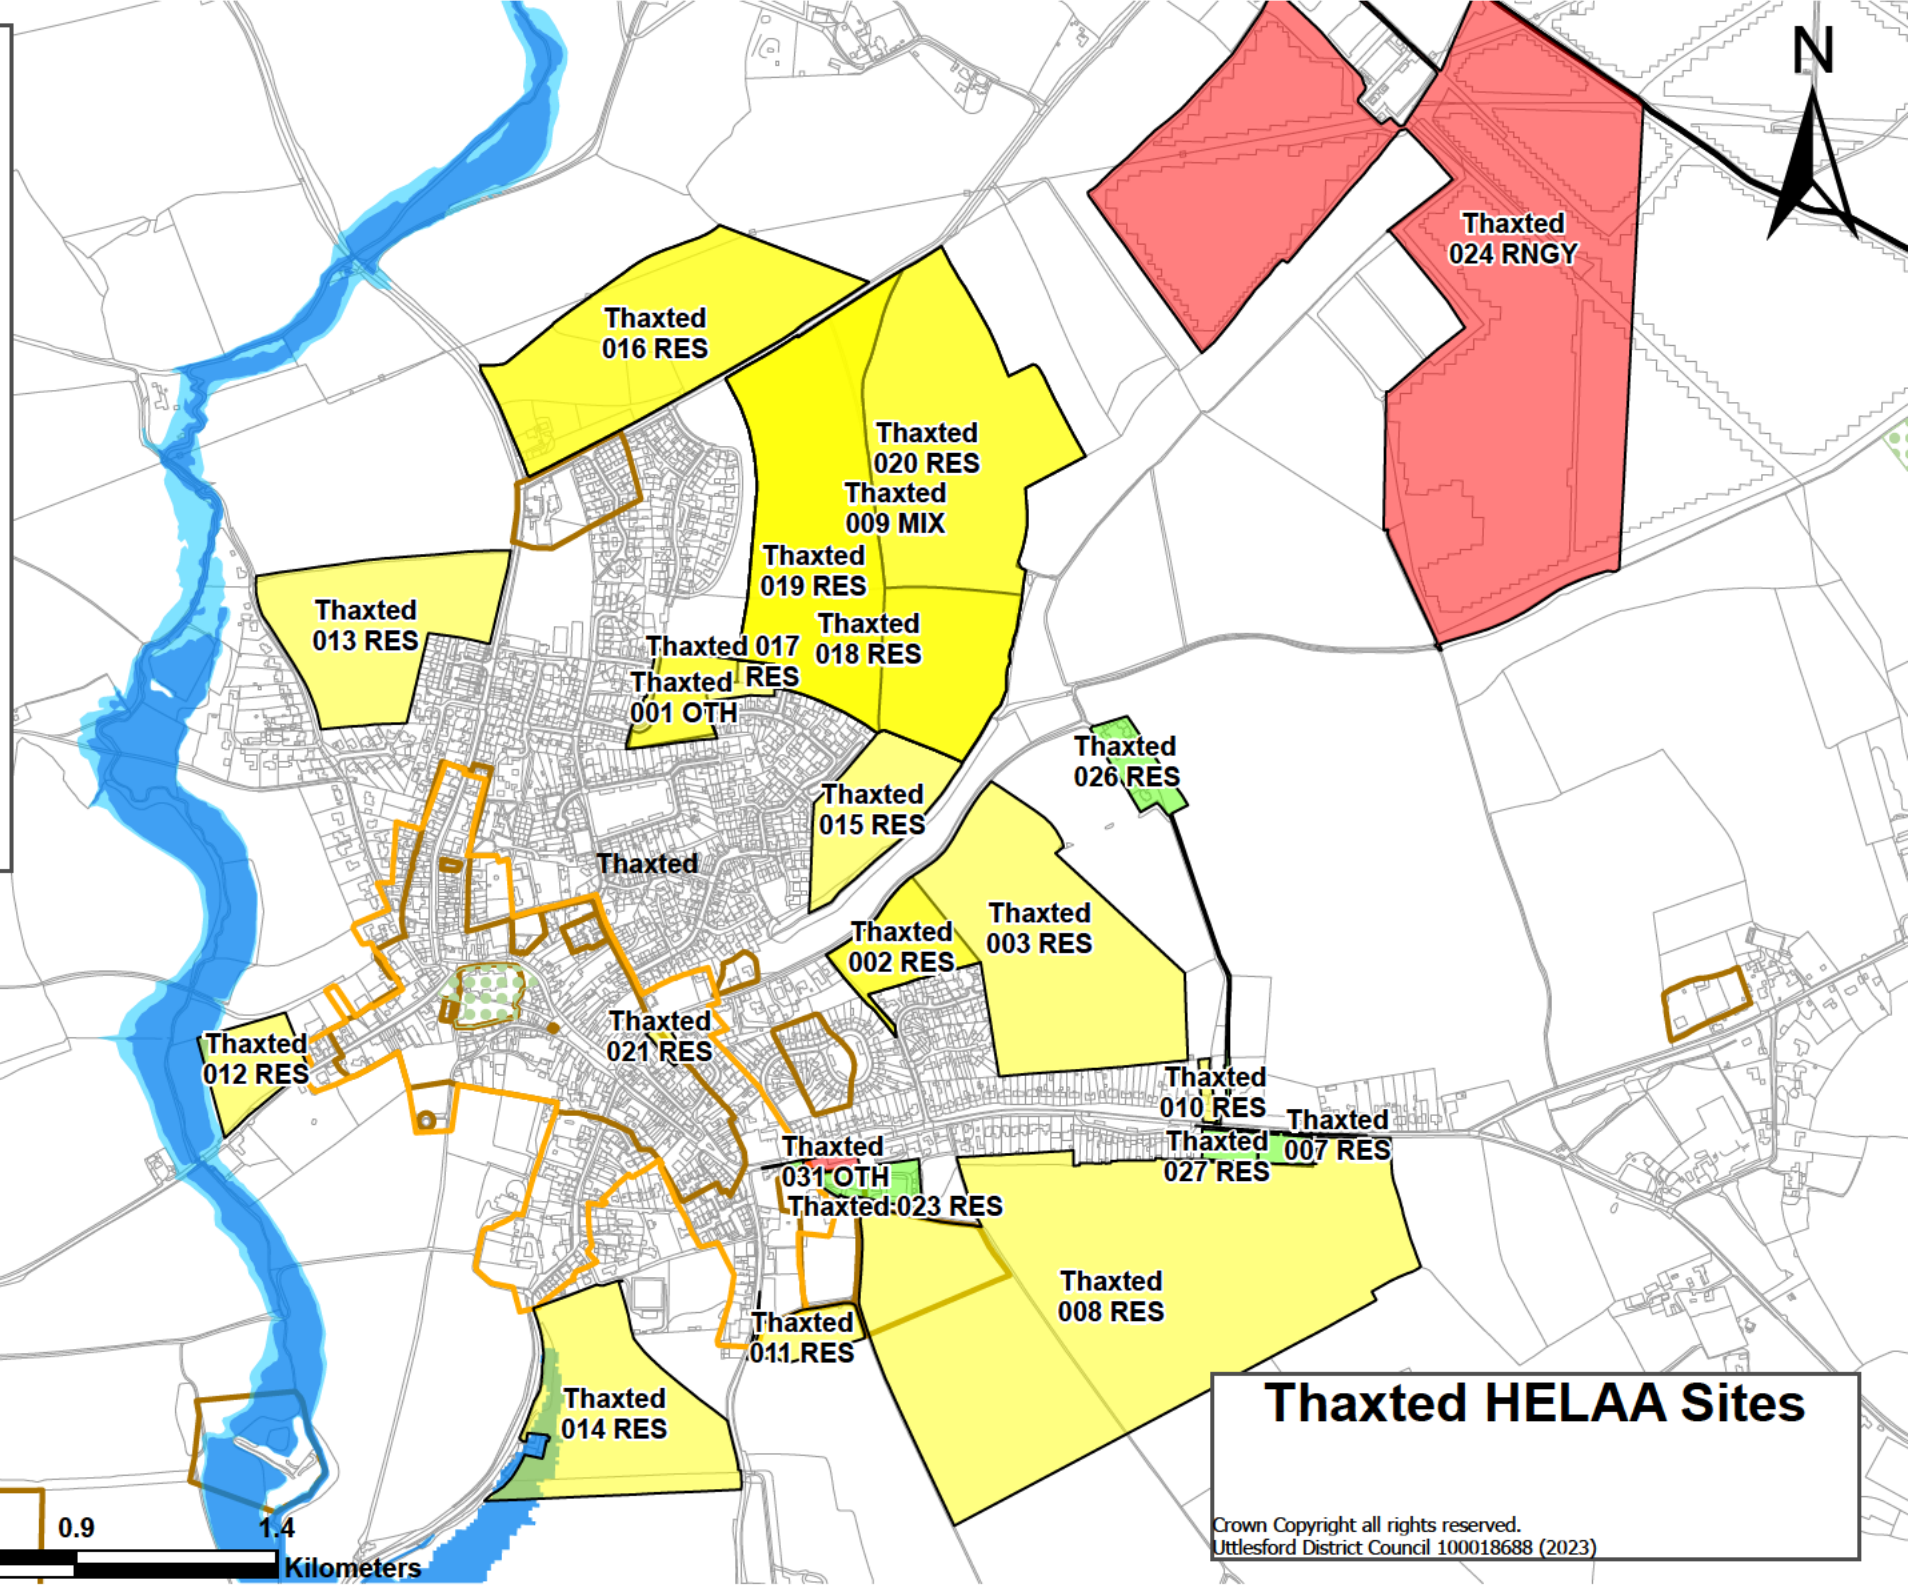 N
Thaxted
024 RNGY
Thaxted
016 RES
Thaxted
020 RES
Thaxted
009 MIX
Thaxted
019 RES
Thaxted
018 RES
Thaxted
013 RES
Thaxted 017
RES
Thaxted
001 OTH
Thaxted
026 RES
Thaxted
015 RES
Thaxted
Thaxted
003 RES
Thaxted
002 RES
Thaxted
021 RES
Thaxted
012 RES
Thaxted
010 RES
Thaxted
007 RES
Thaxted
027 RES
Thaxted
031 OTH
Thaxted 023 RES
Thaxted
008 RES
Thaxted
011 RES
Thaxted
014 RES
Thaxted HELAA Sites
Crown Copyright all rights reserved.
Uttlesford District Council 100018688 (2023)
0.9
1.4
Kilometers